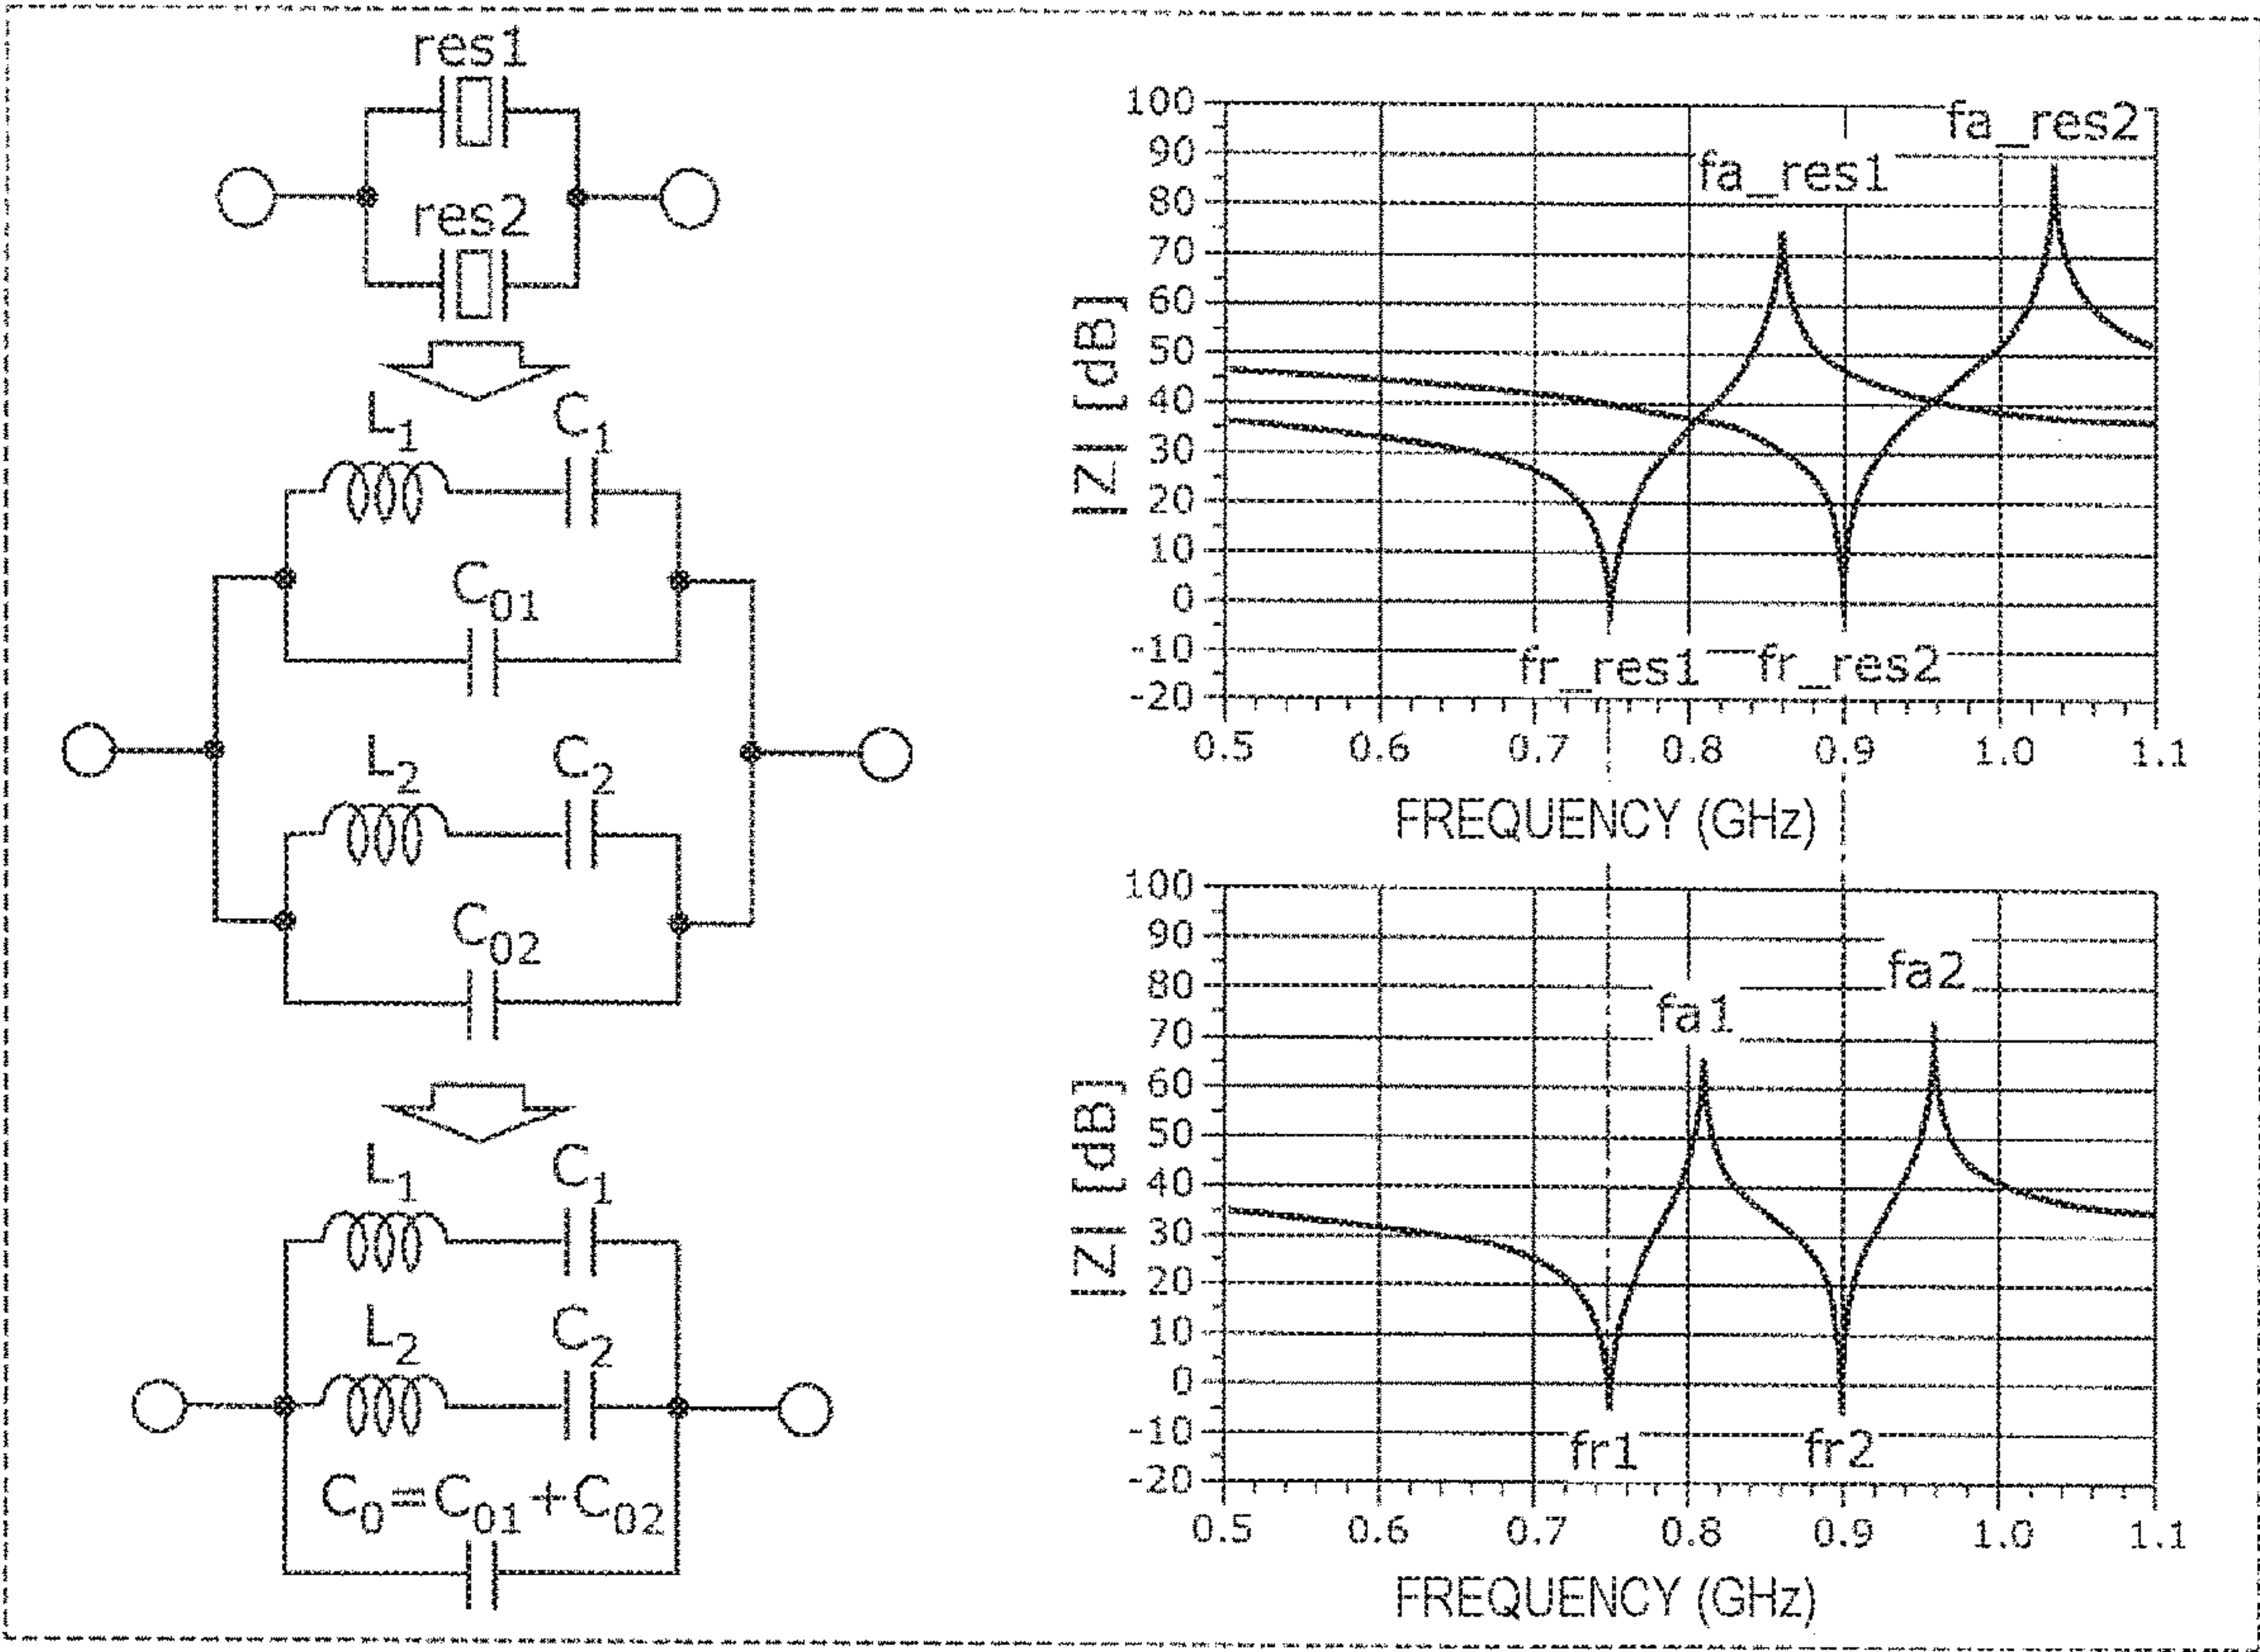 res1
res2
L1 C1
C01
L2 C2
C02
L1 C1
L2 C2
C0=C01+C02
|Z| [dB]
100
90
80
70
60
50
40
30
20
10
0
-10
-20
fa_res1
fa_res2
fr_res1
fr_res2
0.5 0.6 0.7 0.8 0.9 1.0 1.1
FREQUENCY (GHz)
|Z| [dB]
100
90
80
70
60
50
40
30
20
10
0
-10
-20
fa1
fa2
fr1
fr2
0.5 0.6 0.7 0.8 0.9 1.0 1.1
FREQUENCY (GHz)